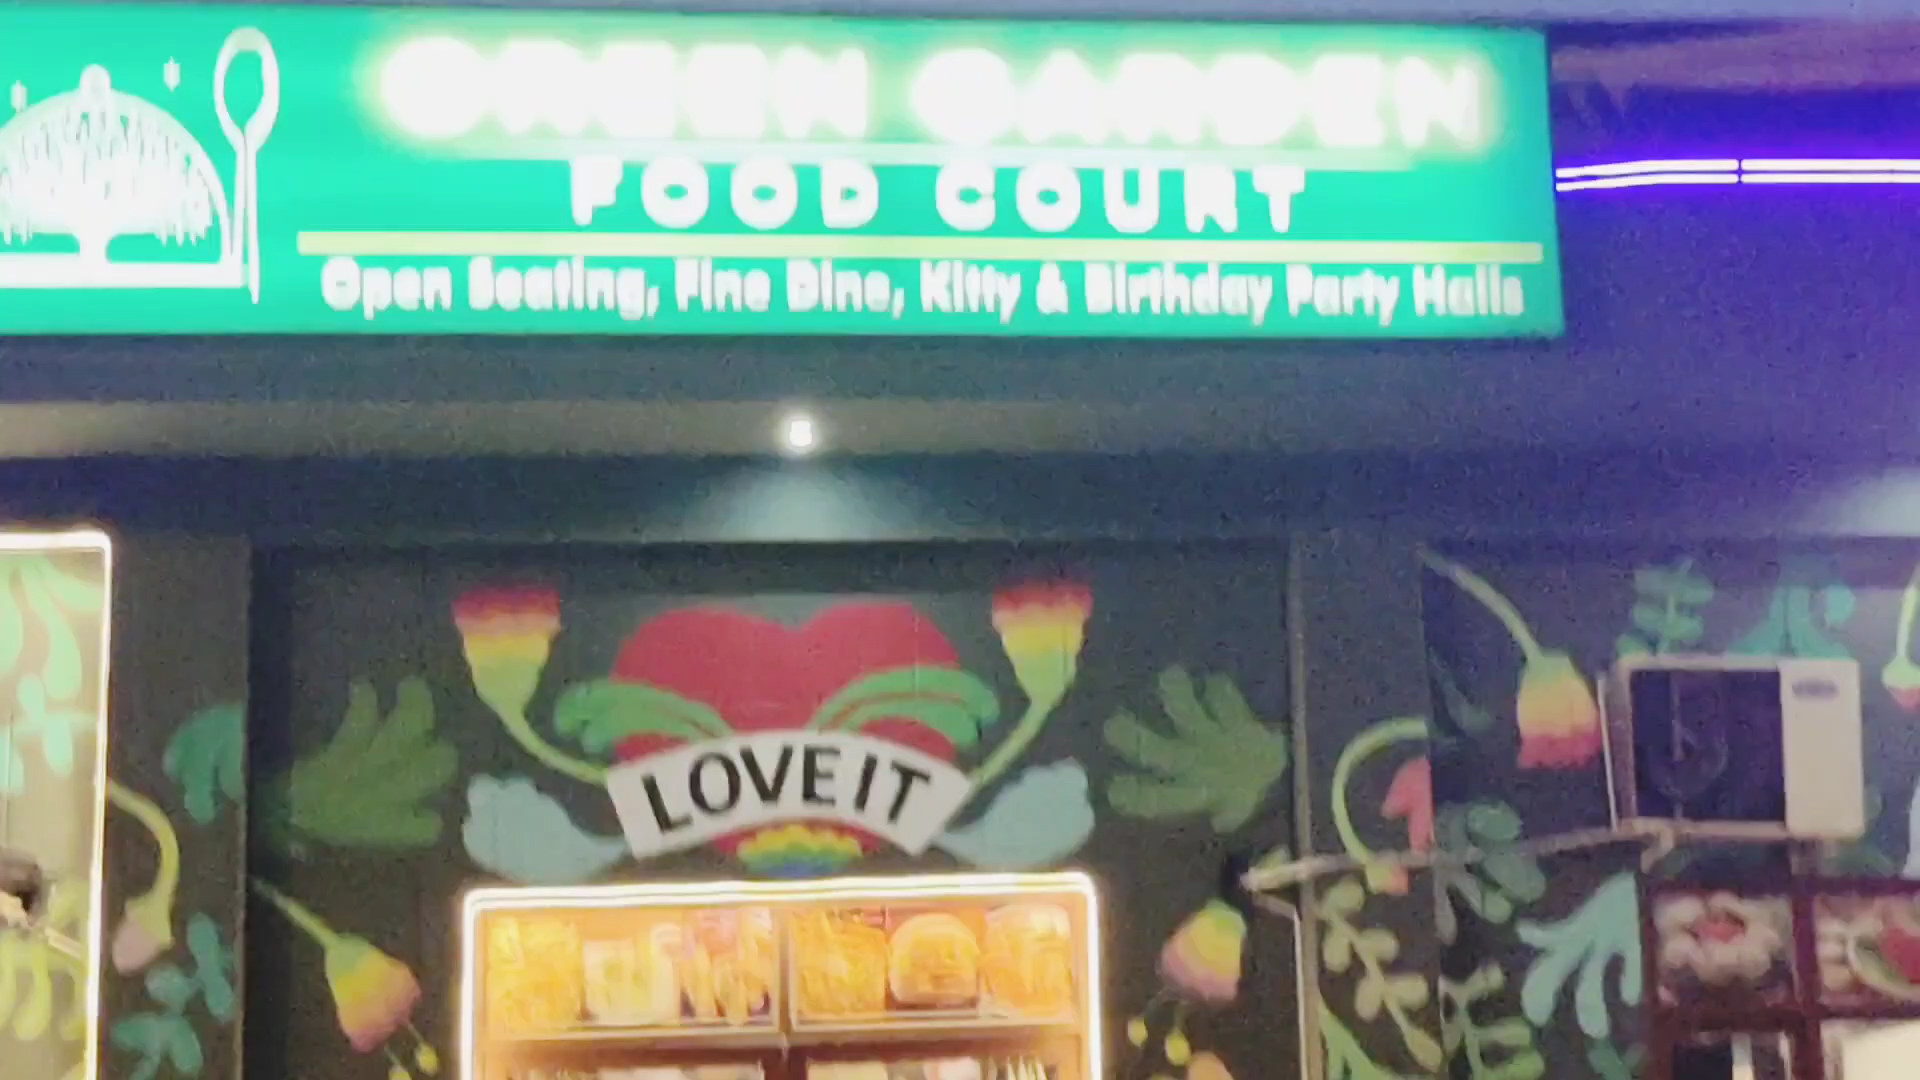 GREEN GARDEN
FOOD COURT
Open Seating, Fine Dine, Kitty & Birthday Party Halls
LOVE IT